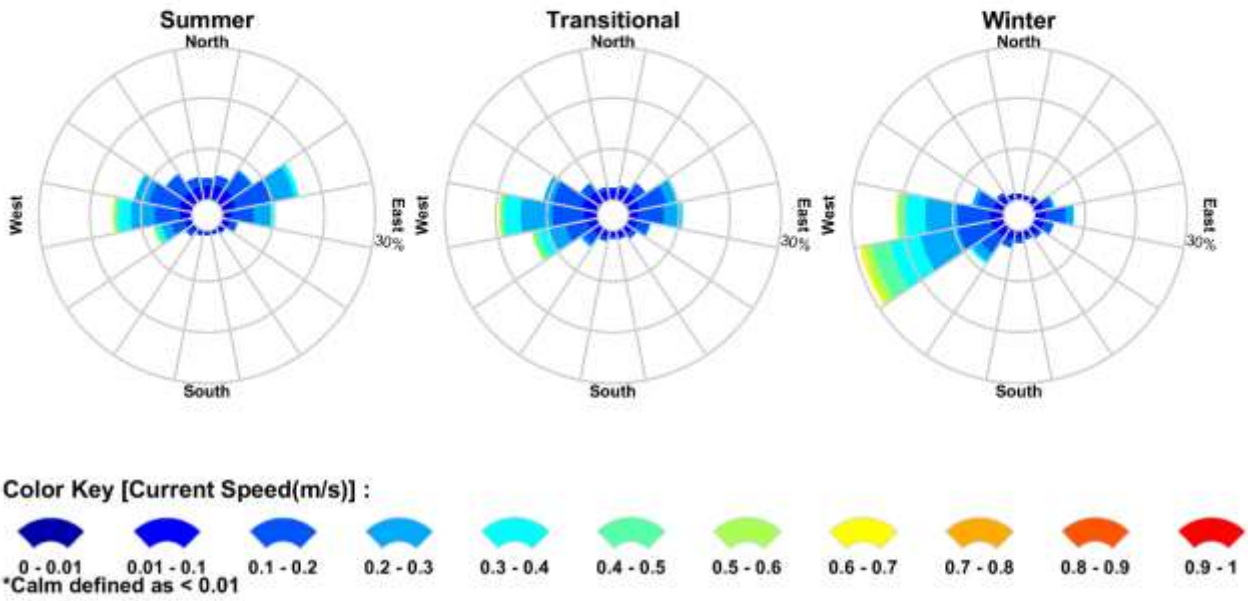 Summer
North
West
East
30%
South
Transitional
North
West
East
30%
South
Winter
North
West
East
30%
South
Color Key [Current Speed(m/s)] :
0 - 0.01 0.01 - 0.1 0.1 - 0.2 0.2 - 0.3 0.3 - 0.4 0.4 - 0.5 0.5 - 0.6 0.6 - 0.7 0.7 - 0.8 0.8 - 0.9 0.9 - 1
*Calm defined as < 0.01